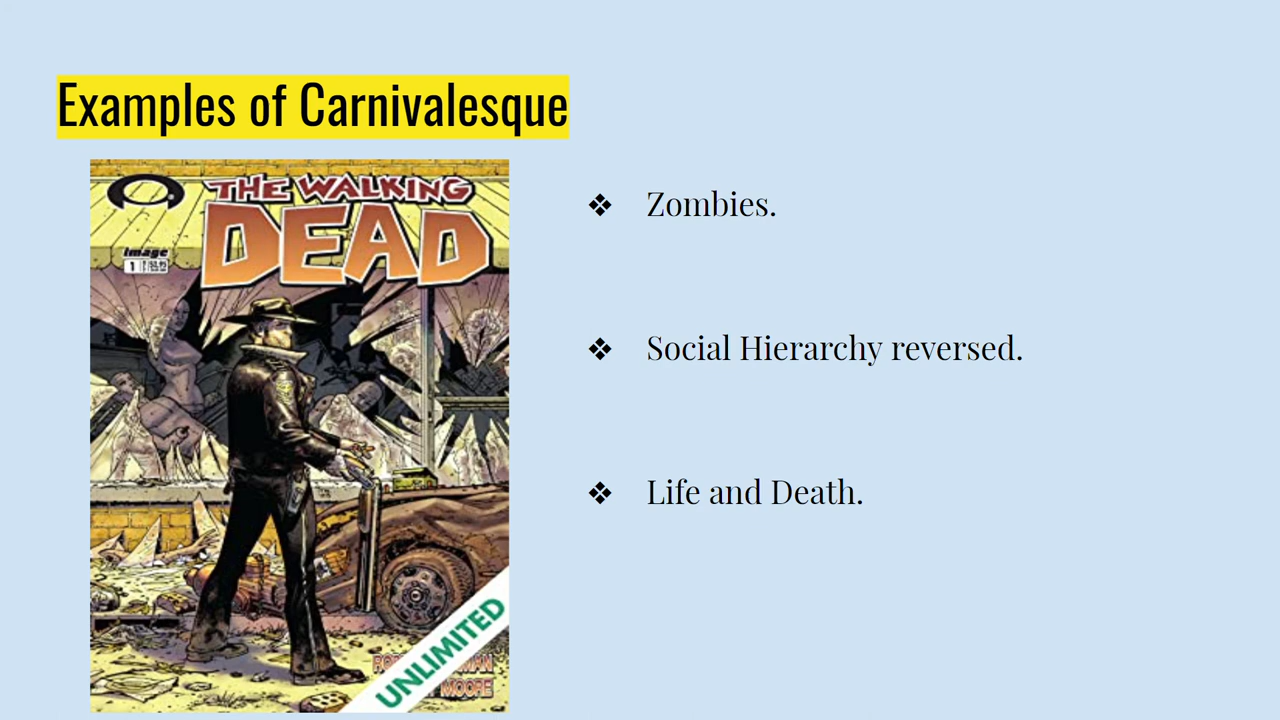 Examples of Carnivalesque
THE WALKING
DEAD
image
1
❖ Zombies.
❖ Social Hierarchy reversed.
❖ Life and Death.
UNLIMITED
MOORE